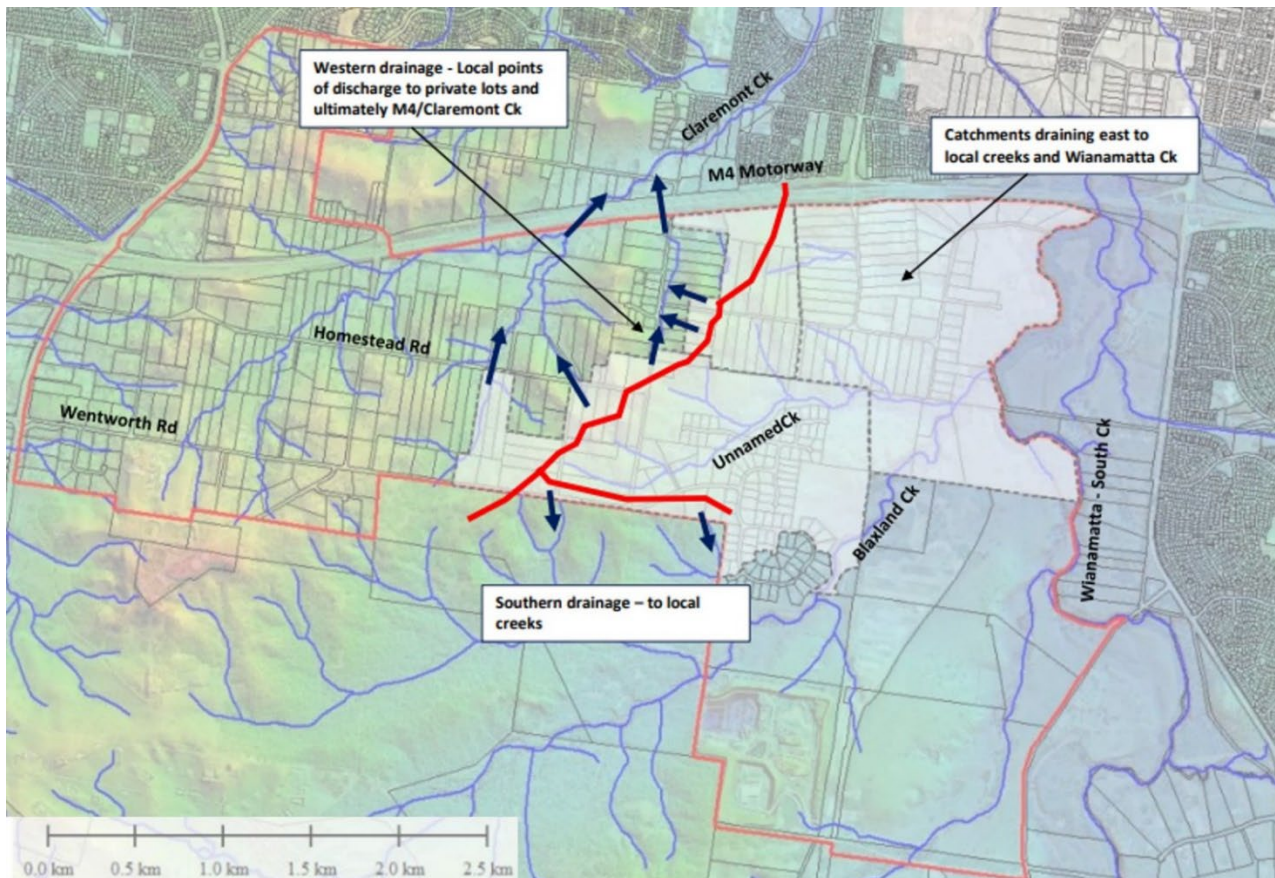 Western drainage - Local points
of discharge to private lots and
ultimately M4/Claremont Ck
Claremont Ck
Catchments draining east to
local creeks and Wianamatta Ck
M4 Motorway
Homestead Rd
Wentworth Rd
UnnamedCk
Blaxland Ck
Wianamatta - South Ck
Southern drainage – to local
creeks
0.0 km 0.5 km 1.0 km 1.5 km 2.0 km 2.5 km